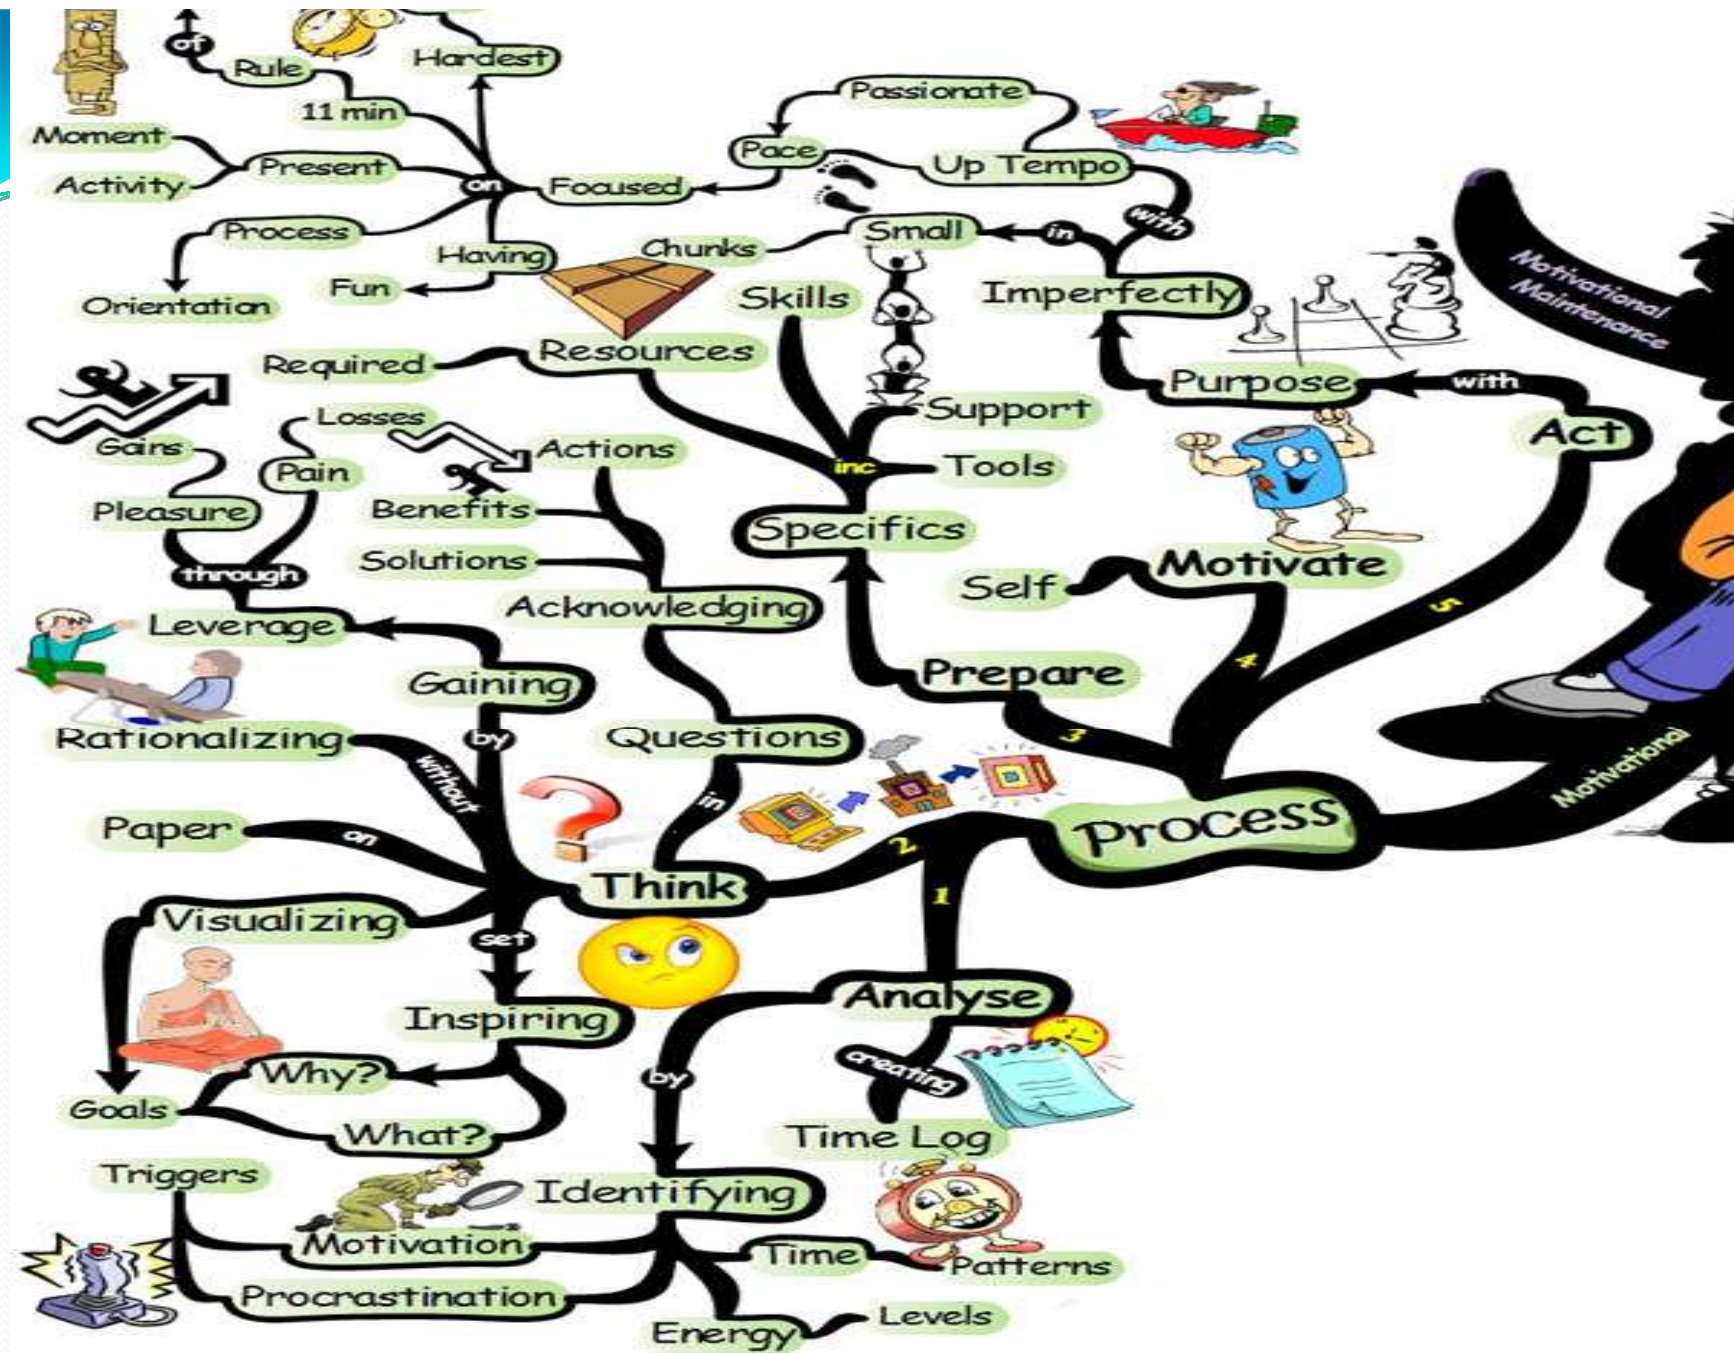 of
Rule
Hardest
11 min
Passionate
Moment
Present
Pace
Up Tempo
Activity
on
Focused
with
Process
Having
Chunks
Small
in
Fun
Orientation
Skills
Imperfectly
Motivational
Maintenance
Required
Resources
Purpose
with
Support
Act
Losses
Gains
Actions
Pain
inc
Tools
Pleasure
Benefits
Specifics
through
Solutions
Self
Motivate
Leverage
Acknowledging
5
Gaining
Prepare
4
Rationalizing
by
Questions
3
without
in
Motivational
Paper
on
Process
2
Think
1
Visualizing
set
Analyse
Inspiring
Why?
by
creating
Goals
What?
Time Log
Triggers
Identifying
Motivation
Time
Patterns
Procrastination
Energy
Levels